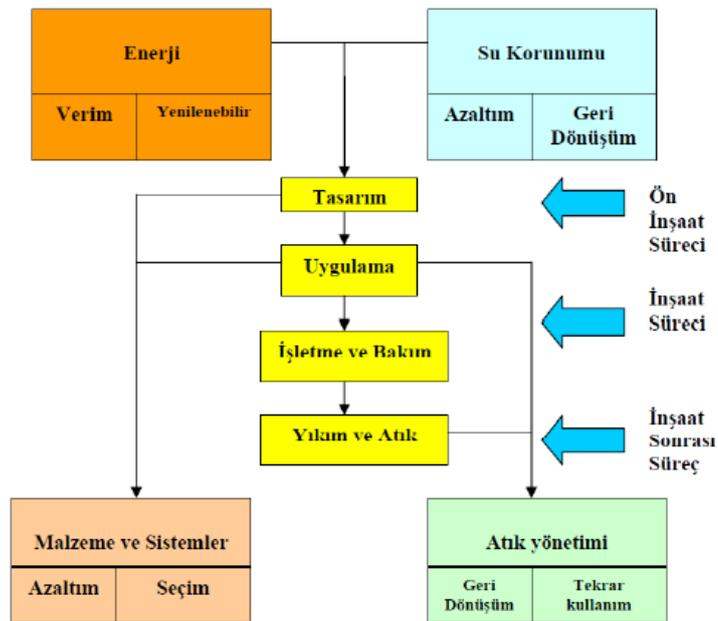 Enerji
Su Korunumu
Verim
Yenilenebilir
Azaltım
Geri
Dönüşüm
Tasarım
Ön
İnşaat
Süreci
Uygulama
İnşaat
Süreci
İşletme ve Bakım
Yıkım ve Atık
İnşaat
Sonrası
Süreç
Malzeme ve Sistemler
Atık yönetimi
Azaltım
Seçim
Geri
Dönüşüm
Tekrar
kullanım